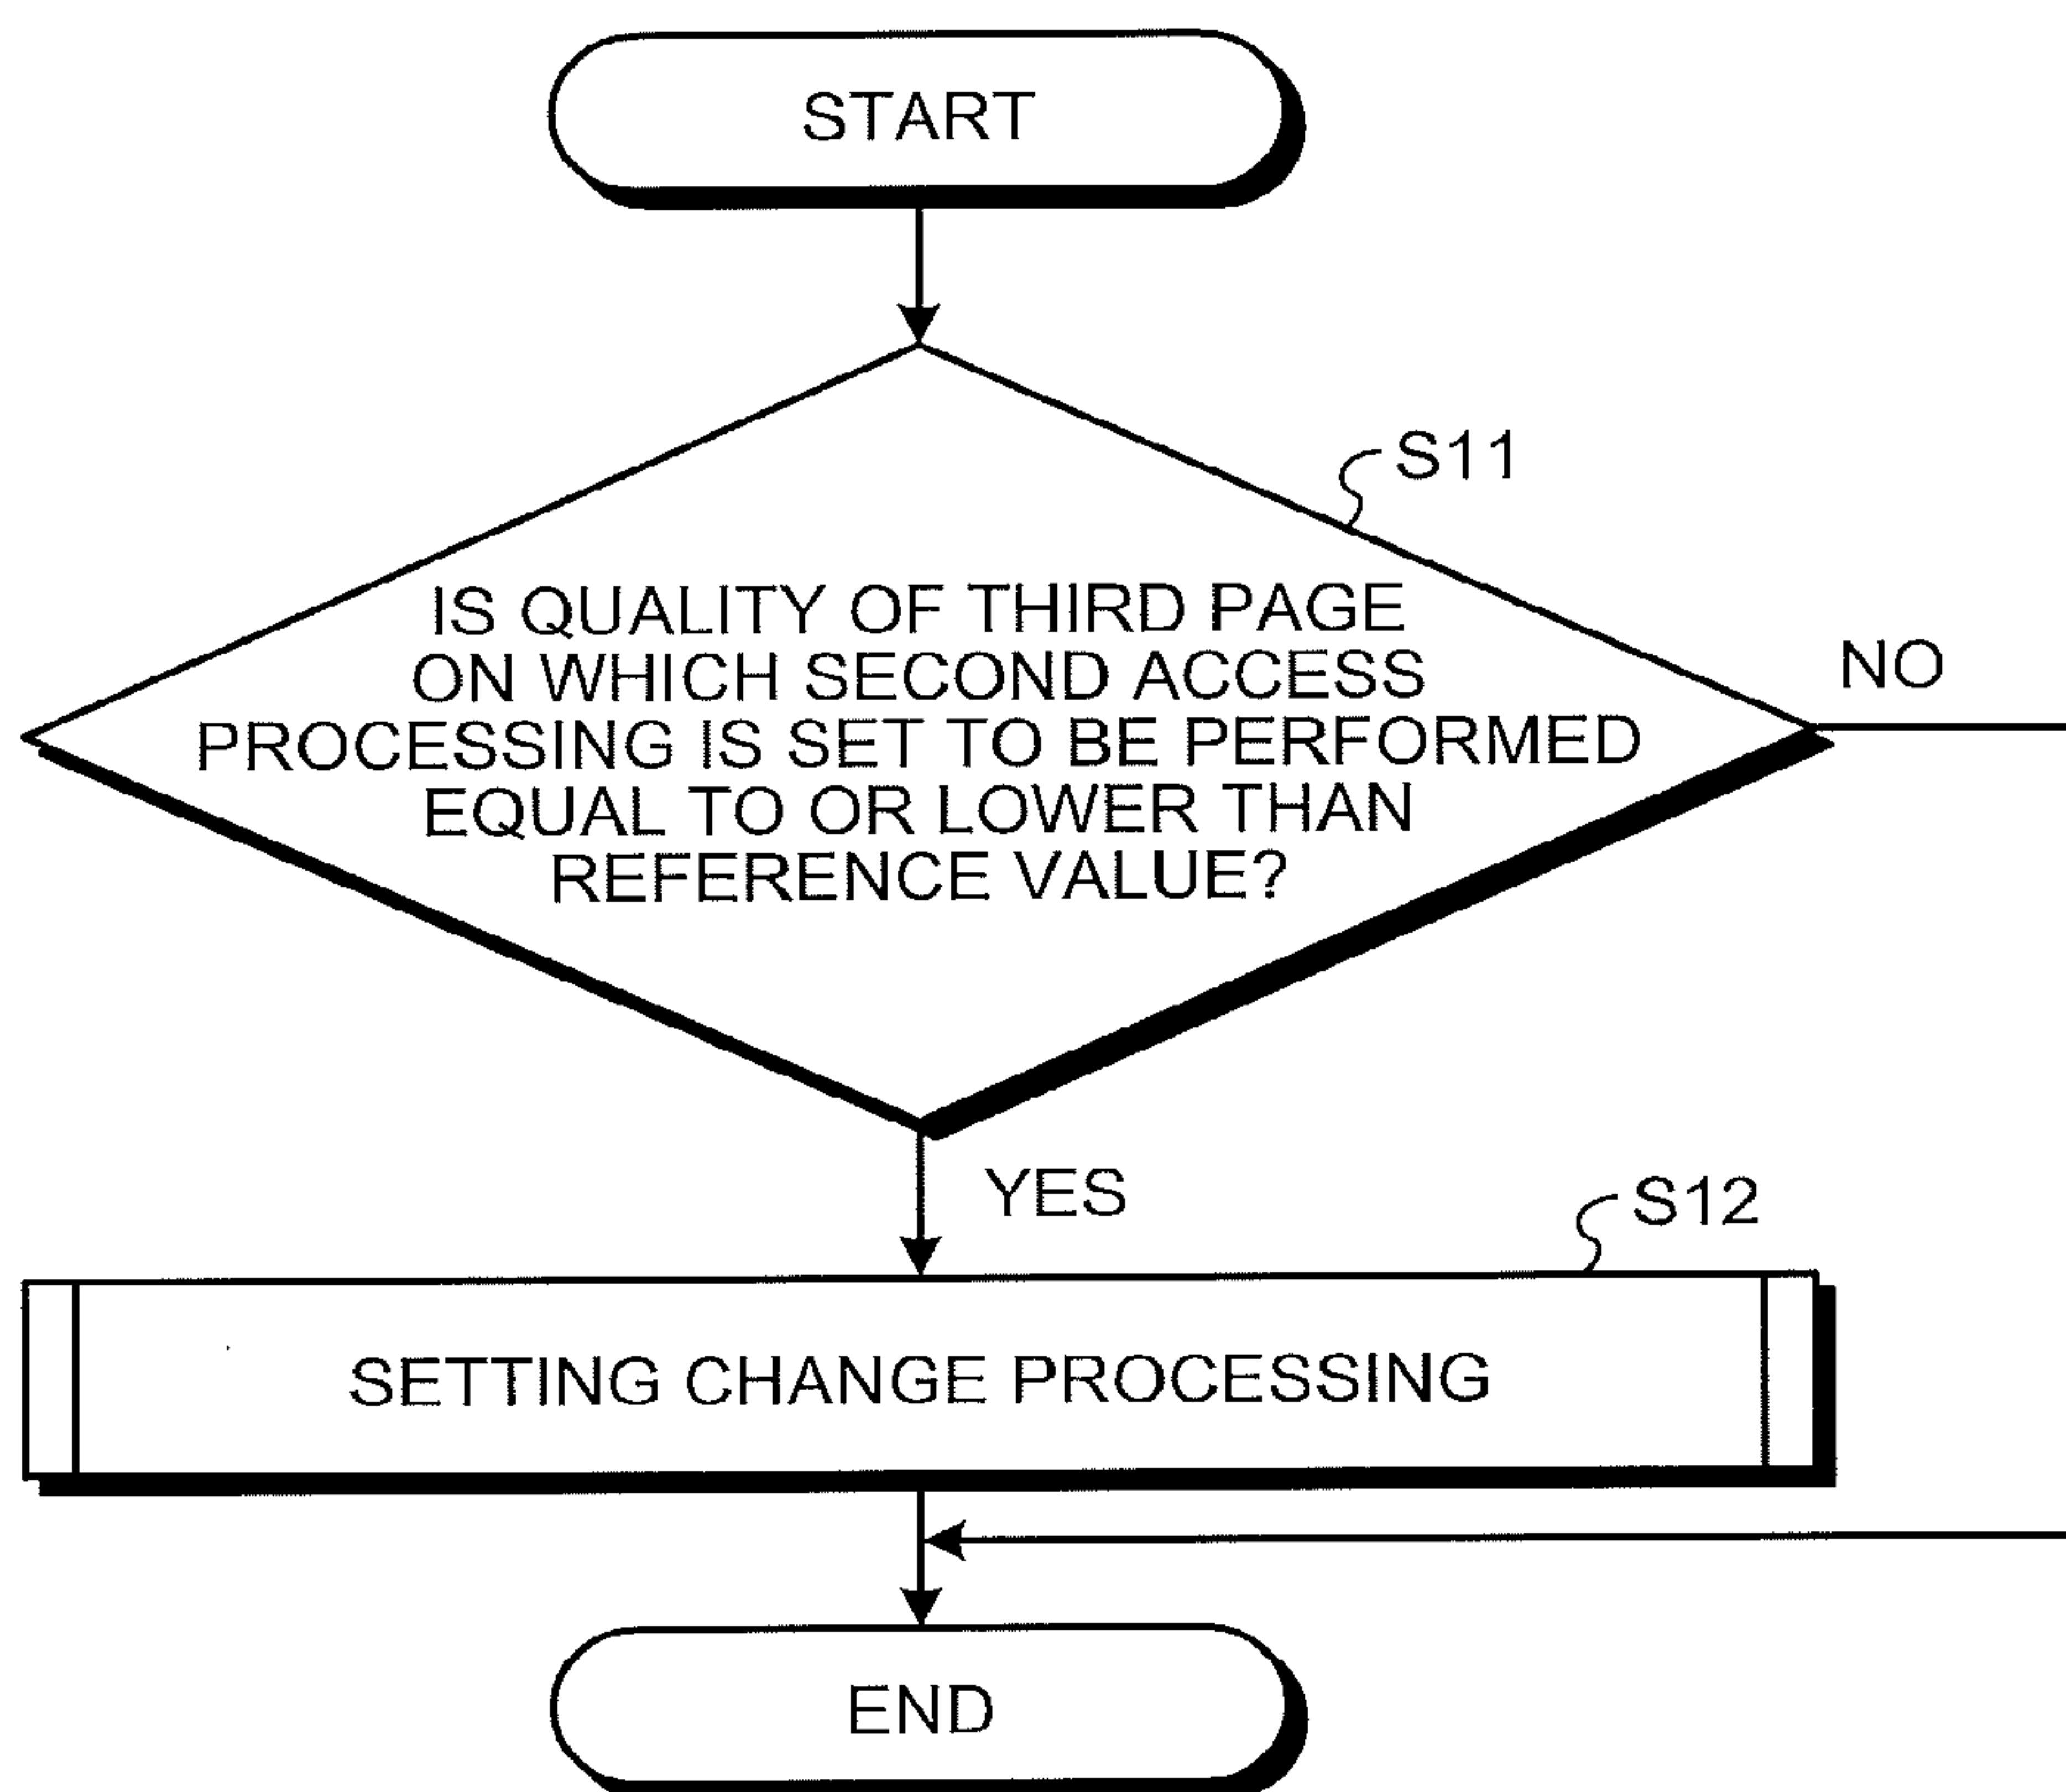 START
S11
IS QUALITY OF THIRD PAGE
ON WHICH SECOND ACCESS
PROCESSING IS SET TO BE PERFORMED
EQUAL TO OR LOWER THAN
REFERENCE VALUE?
NO
YES
S12
SETTING CHANGE PROCESSING
END